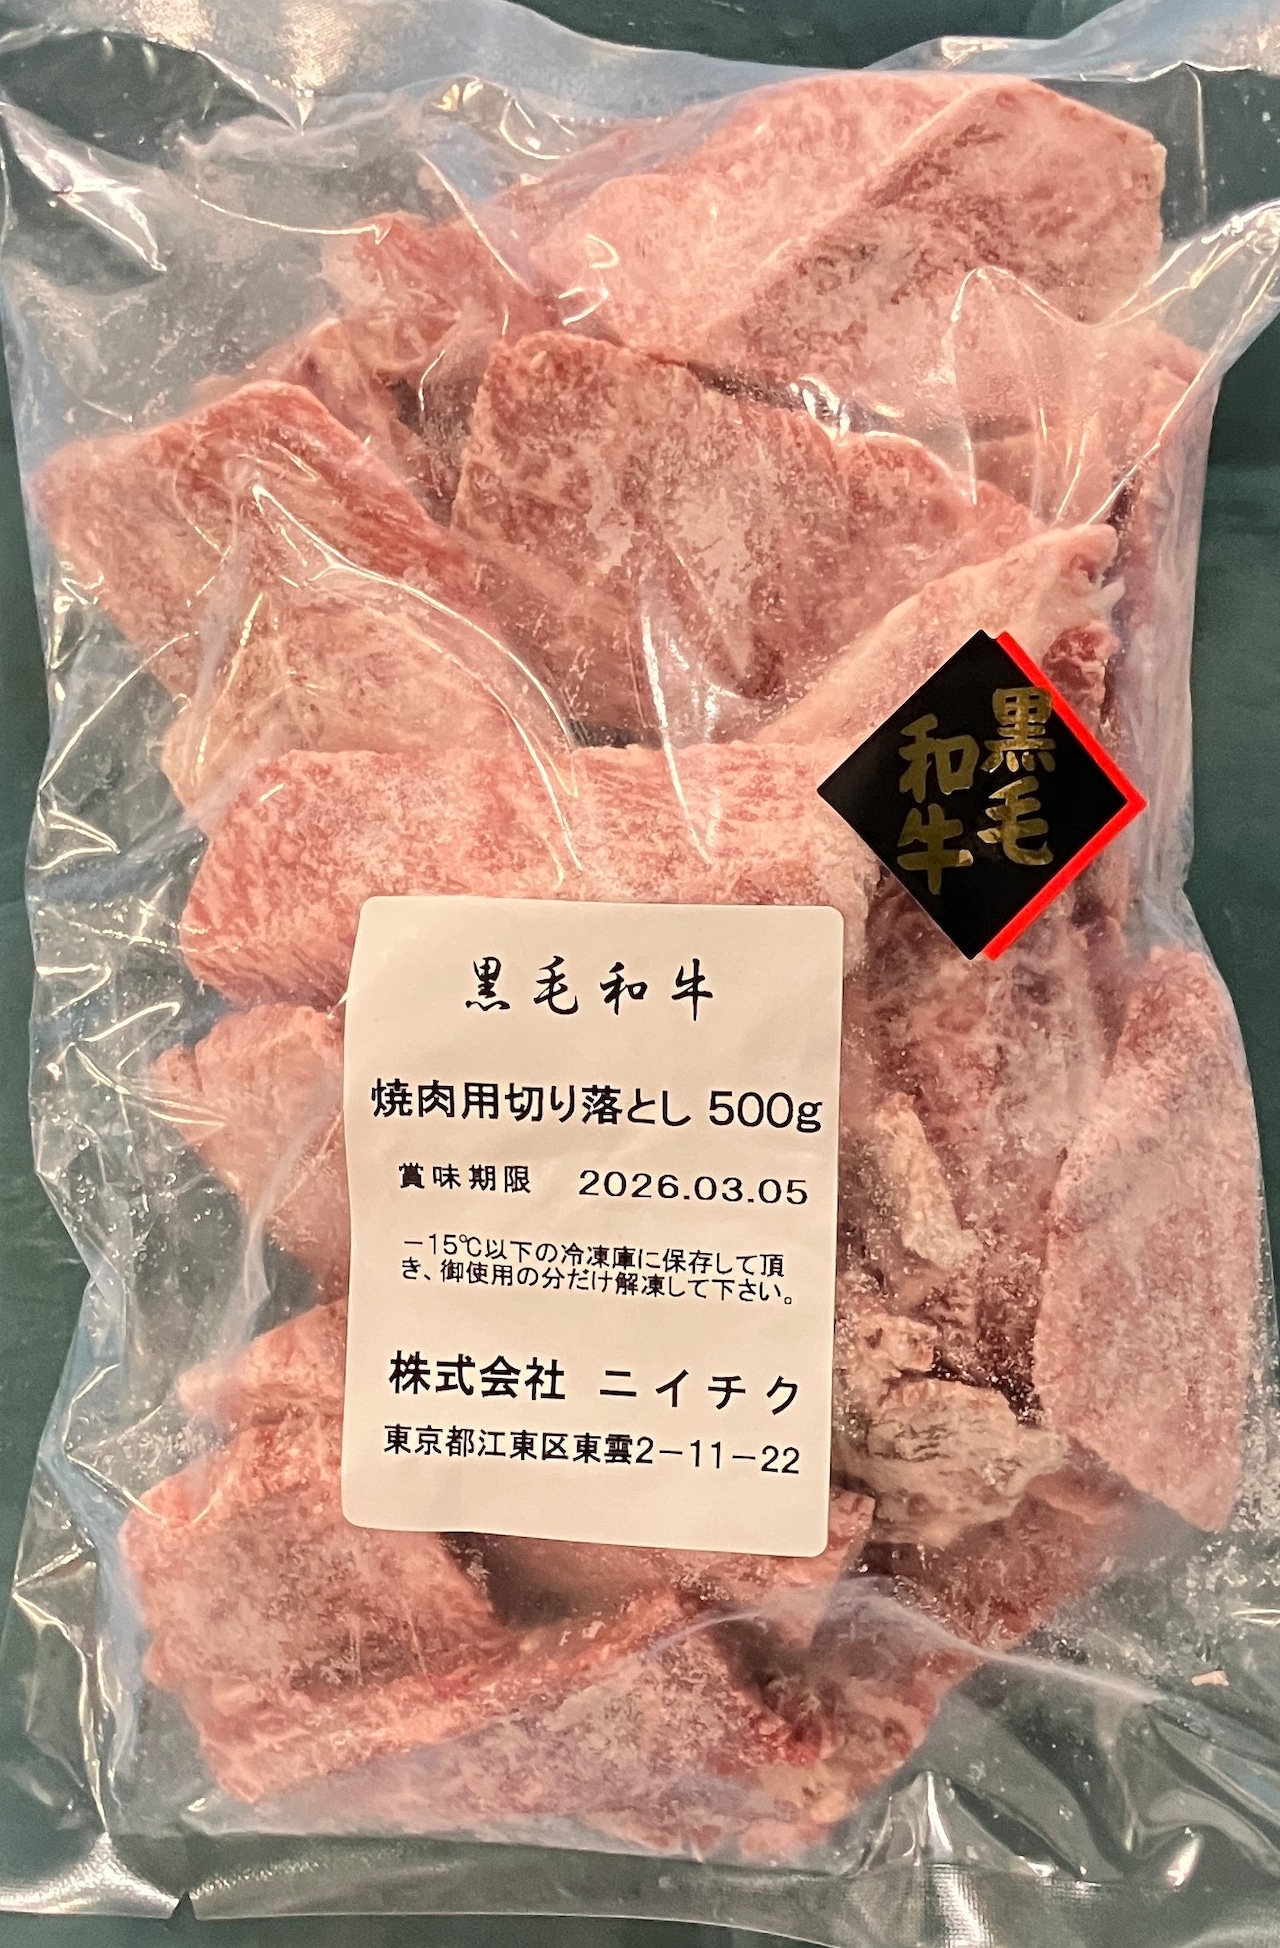 黒毛
和牛
黒毛和牛
焼肉用切り落とし 500g
賞味期限 2026.03.05
－15℃以下の冷凍庫に保存して頂
き、御使用の分だけ解凍して下さい。
株式会社 ニイチク
東京都江東区東雲2－11－22